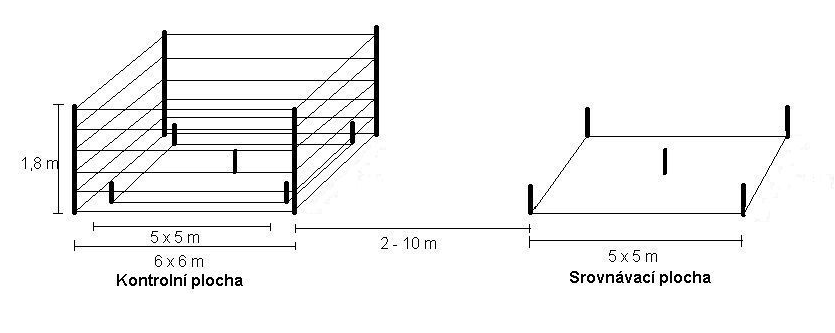 1,8 m
5 x 5 m
6 x 6 m
Kontrolní plocha
2 - 10 m
5 x 5 m
Srovnávací plocha